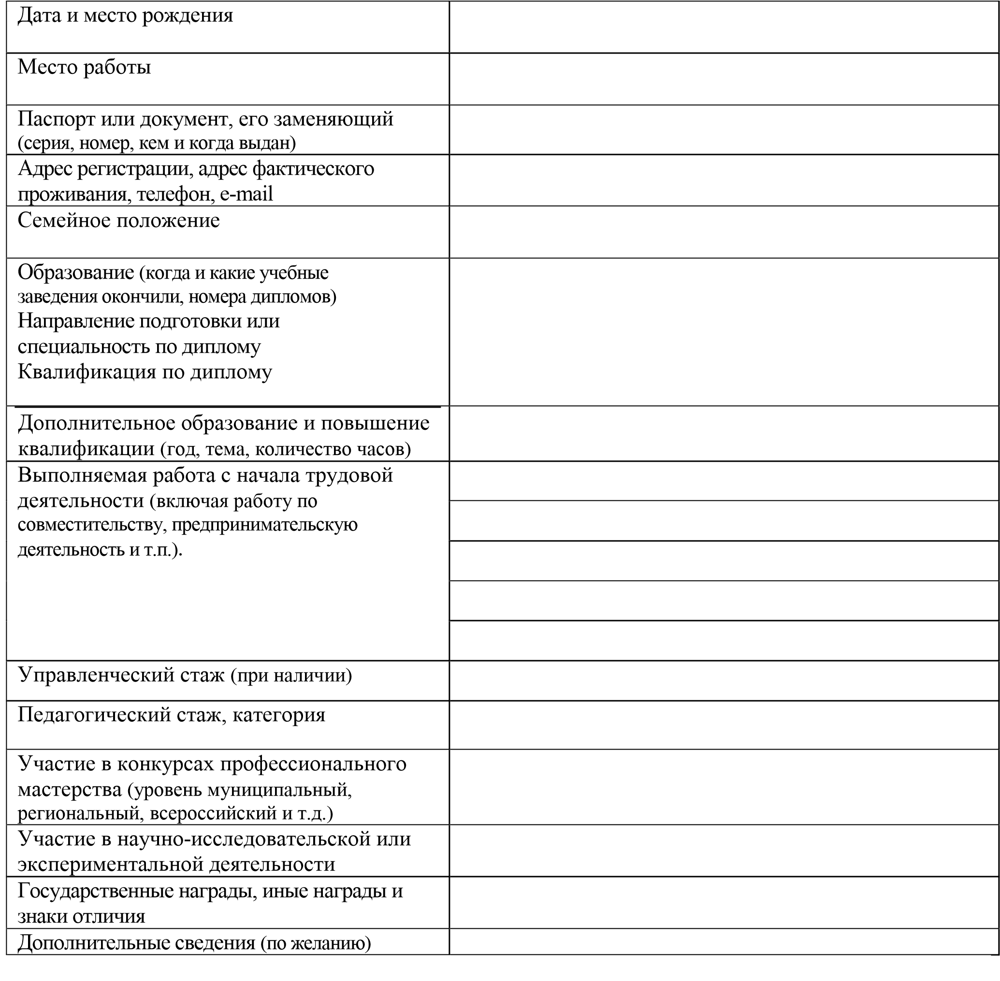 Дата и место рождения
Место работы
Паспорт или документ, его заменяющий
(серия, номер, кем и когда выдан)
Адрес регистрации, адрес фактического
проживания, телефон, e-mail
Семейное положение
Образование (когда и какие учебные
заведения окончили, номера дипломов)
Направление подготовки или
специальность по диплому
Квалификация по диплому
Дополнительное образование и повышение
квалификации (год, тема, количество часов)
Выполняемая работа с начала трудовой
деятельности (включая работу по
совместительству, предпринимательскую
деятельность и т.п.).
Управленческий стаж (при наличии)
Педагогический стаж, категория
Участие в конкурсах профессионального
мастерства (уровень муниципальный,
региональный, всероссийский и т.д.)
Участие в научно-исследовательской или
экспериментальной деятельности
Государственные награды, иные награды и
знаки отличия
Дополнительные сведения (по желанию)